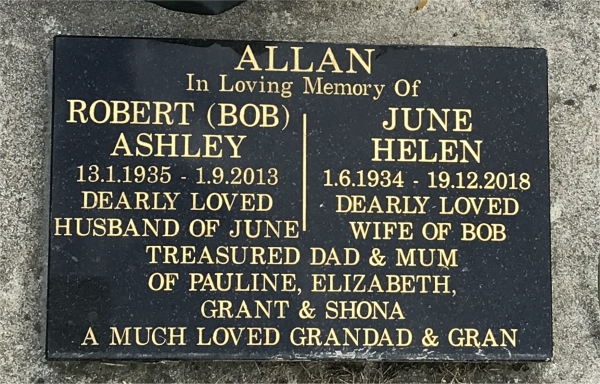 ALLAN
In Loving Memory Of
ROBERT (BOB)
ASHLEY
13.1.1935 - 1.9.2013
DEARLY LOVED
HUSBAND OF JUNE
JUNE
HELEN
1.6.1934 - 19.12.2018
DEARLY LOVED
WIFE OF BOB
TREASURED DAD & MUM
OF PAULINE, ELIZABETH,
GRANT & SHONA
A MUCH LOVED GRANDAD & GRAN